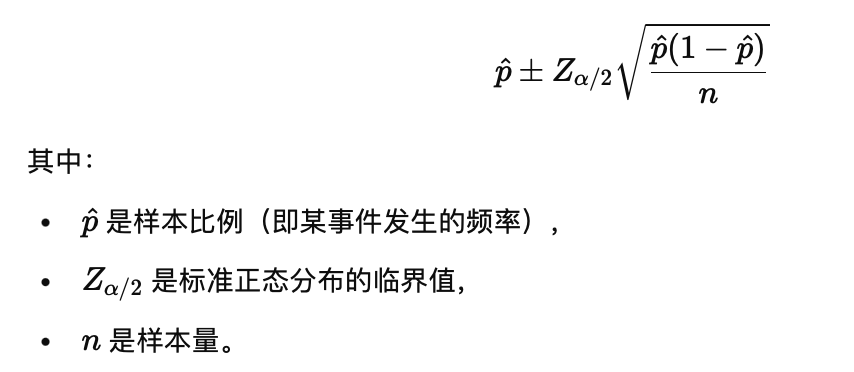 $\hat{p} \pm Z_{\alpha/2} \sqrt{\frac{\hat{p}(1-\hat{p})}{n}}$
其中：
• $\hat{p}$ 是样本比例（即某事件发生的频率），
• $Z_{\alpha/2}$ 是标准正态分布的临界值，
• $n$ 是样本量。